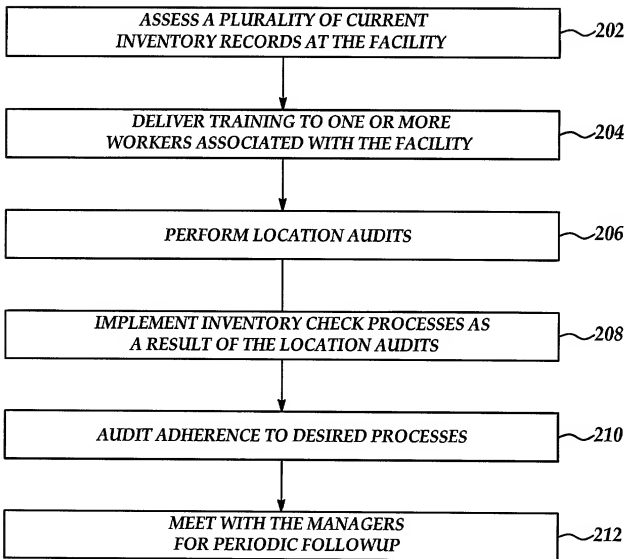 ASSESS A PLURALITY OF CURRENT
INVENTORY RECORDS AT THE FACILITY
202
DELIVER TRAINING TO ONE OR MORE
WORKERS ASSOCIATED WITH THE FACILITY
204
PERFORM LOCATION AUDITS
206
IMPLEMENT INVENTORY CHECK PROCESSES AS
A RESULT OF THE LOCATION AUDITS
208
AUDIT ADHERENCE TO DESIRED PROCESSES
210
MEET WITH THE MANAGERS
FOR PERIODIC FOLLOWUP
212